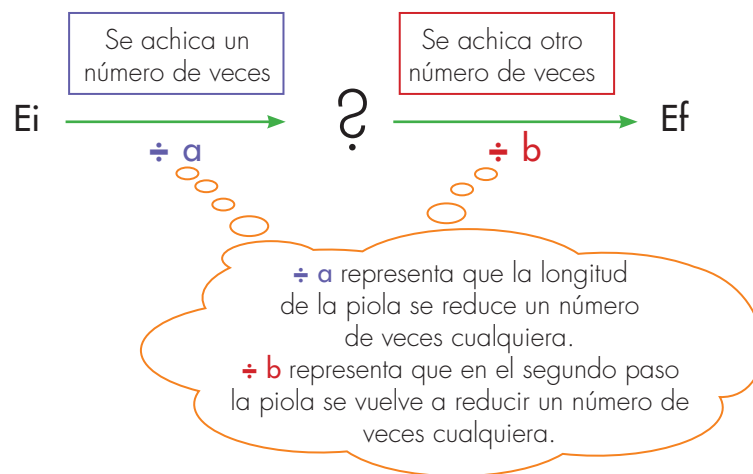 Se achica un
número de veces
Se achica otro
número de veces
Ei
?
Ef
÷ a
÷ b
÷ a representa que la longitud
de la piola se reduce un número
de veces cualquiera.
÷ b representa que en el segundo paso
la piola se vuelve a reducir un número de
veces cualquiera.